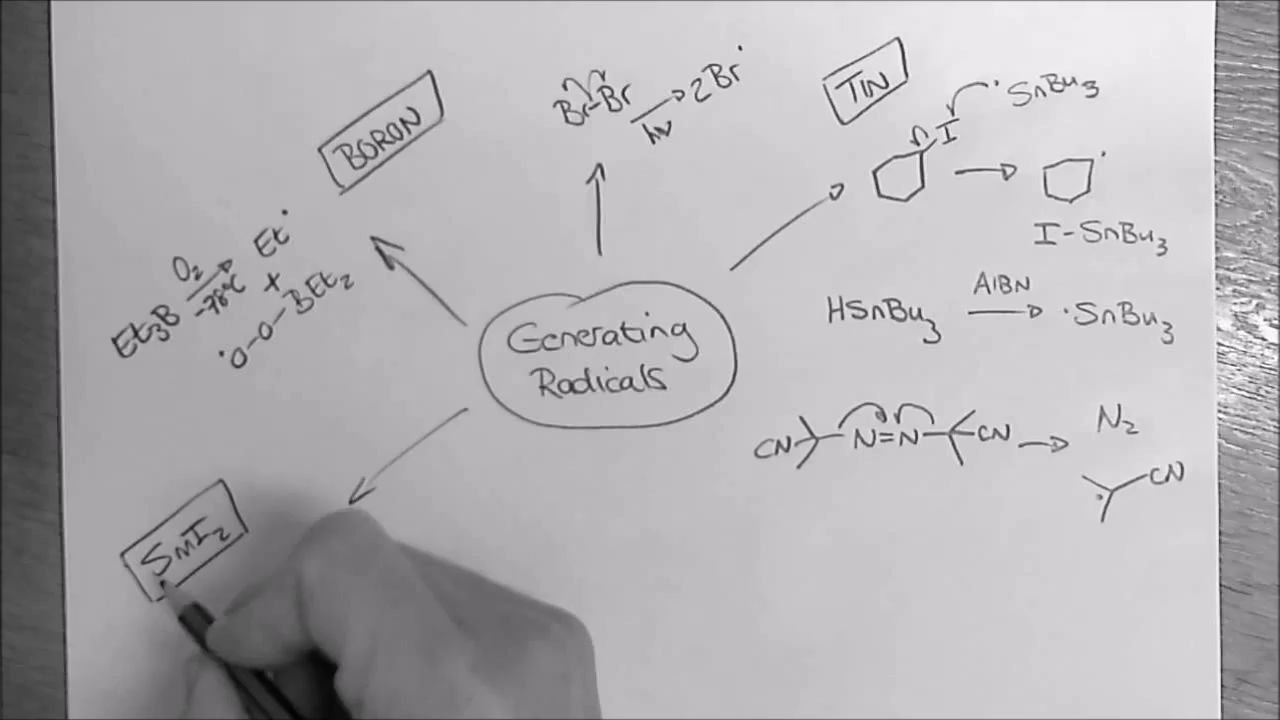 Generating
Radicals
BORON
Et₃B O₂ -78°C Et•
+
•O-O-BEt₂
Br-Br hν 2Br•
TIN
I •SnBu₃
I-SnBu₃
HSnBu₃ AIBN •SnBu₃
CN N=N CN N₂
CN
SmI₂